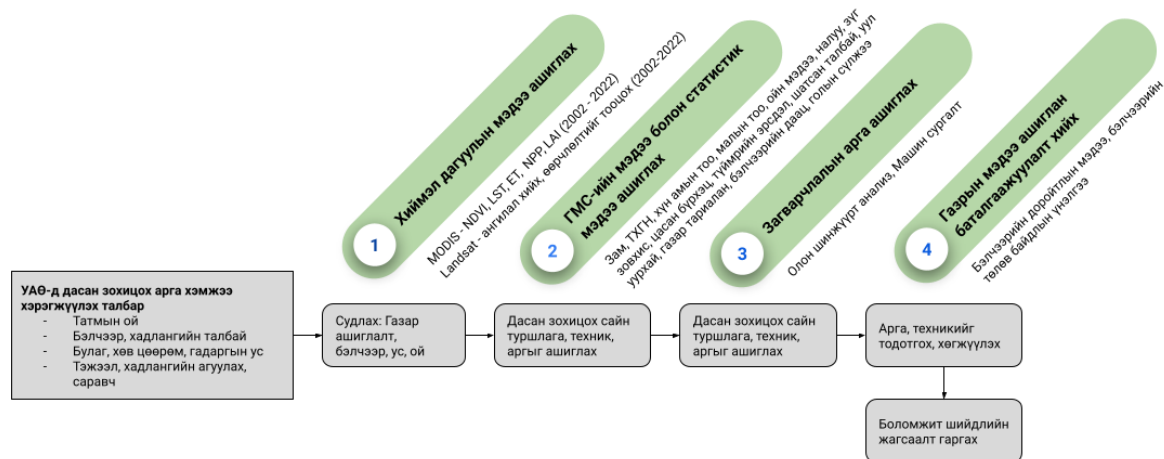 Хиймэл дагуулын мэдээ ашиглах
1
MODIS - NDVI, LST, ET, NPP, LAI (2002 - 2022)
Landsat - ангилал хийх, өөрчлөлтийг тооцох (2002-2022)
ГМС-ийн мэдээ болон статистик
мэдээ ашиглах
2
Зам, ТХГН, хүн амын тоо, малын тоо, ойн мэдээ, налуу, зүг
зовхис, цасан бүрхэц, түймрийн эрсдэл, шатсан талбай, уул
уурхай, газар тариалан, бэлчээрийн даац, голын сүлжээ
Загварчлалын арга ашиглах
3
Олон шинжүүрт анализ, Машин сургалт
Газрын мэдээ ашиглан
баталгаажуулалт хийх
4
Бэлчээрийн доройтлын мэдээ, бэлчээрийн
төлөв байдлын үнэлгээ
УАӨ-д дасан зохицох арга хэмжээ
хэрэгжүүлэх талбар
- Татмын ой
- Бэлчээр, хадлангийн талбай
- Булаг, хөв цөөрөм, гадаргын ус
- Тэжээл, хадлангийн агуулах,
саравч
Судлах: Газар
ашиглалт,
бэлчээр, ус, ой
Дасан зохицох сайн
туршлага, техник,
аргыг ашиглах
Дасан зохицох сайн
туршлага, техник,
аргыг ашиглах
Арга, техникийг
тодотгох, хөгжүүлэх
Боломжит шийдлийн
жагсаалт гаргах